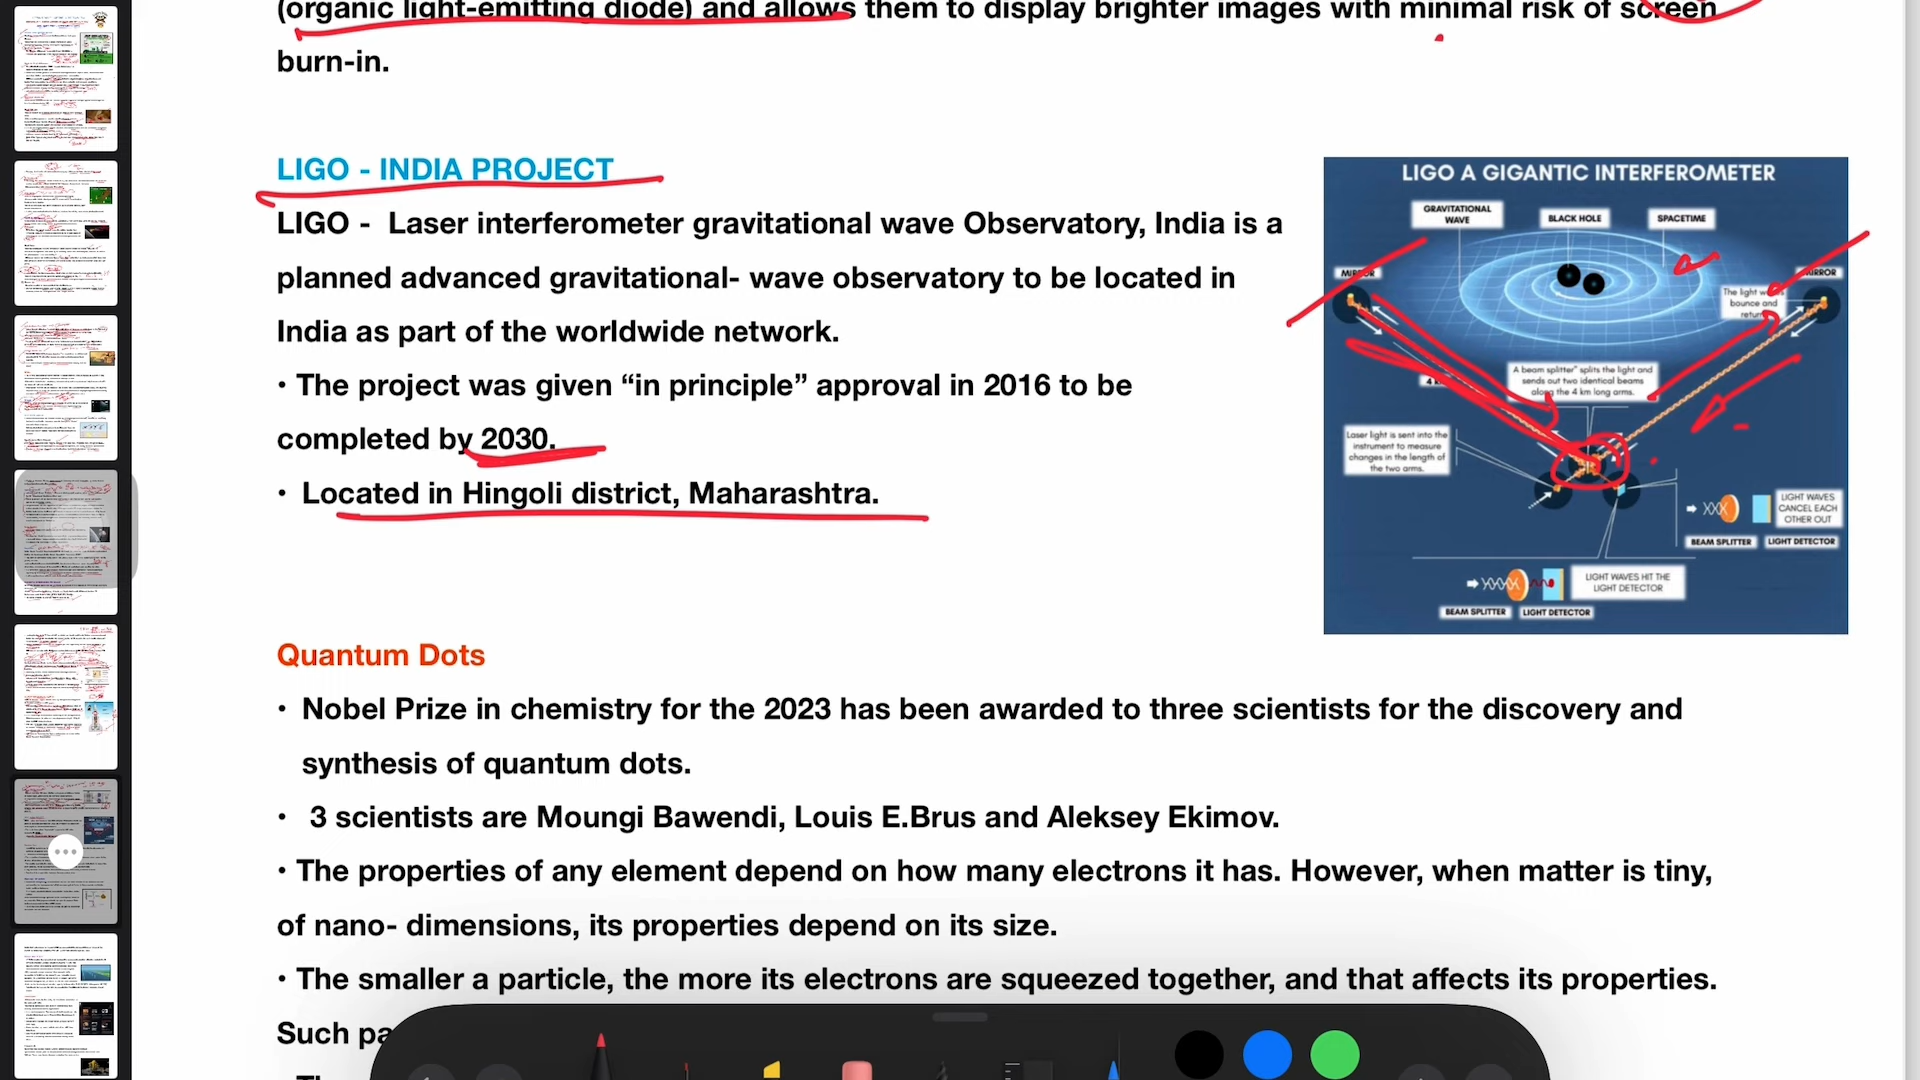 (organic light-emitting diode) and allows them to display brighter images with minimal risk of screen
burn-in.
LIGO - INDIA PROJECT
LIGO - Laser interferometer gravitational wave Observatory, India is a
planned advanced gravitational- wave observatory to be located in
India as part of the worldwide network.
• The project was given “in principle” approval in 2016 to be
completed by 2030.
• Located in Hingoli district, Maharashtra.
LIGO A GIGANTIC INTERFEROMETER
GRAVITATIONAL
WAVE
BLACK HOLE
SPACETIME
MIRROR
MIRROR
The light
bounce and
return
A beam splitter" splits the light and
sends out two identical beams
along the 4 km long arms.
4
Laser light is sent into the
instrument to measure
changes in the length of
the two arms.
LIGHT WAVES
CANCEL EACH
OTHER OUT
BEAM SPLITTER
LIGHT DETECTOR
LIGHT WAVES HIT THE
LIGHT DETECTOR
BEAM SPLITTER
LIGHT DETECTOR
Quantum Dots
• Nobel Prize in chemistry for the 2023 has been awarded to three scientists for the discovery and
synthesis of quantum dots.
• 3 scientists are Moungi Bawendi, Louis E.Brus and Aleksey Ekimov.
• The properties of any element depend on how many electrons it has. However, when matter is tiny,
of nano- dimensions, its properties depend on its size.
• The smaller a particle, the more its electrons are squeezed together, and that affects its properties.
Such